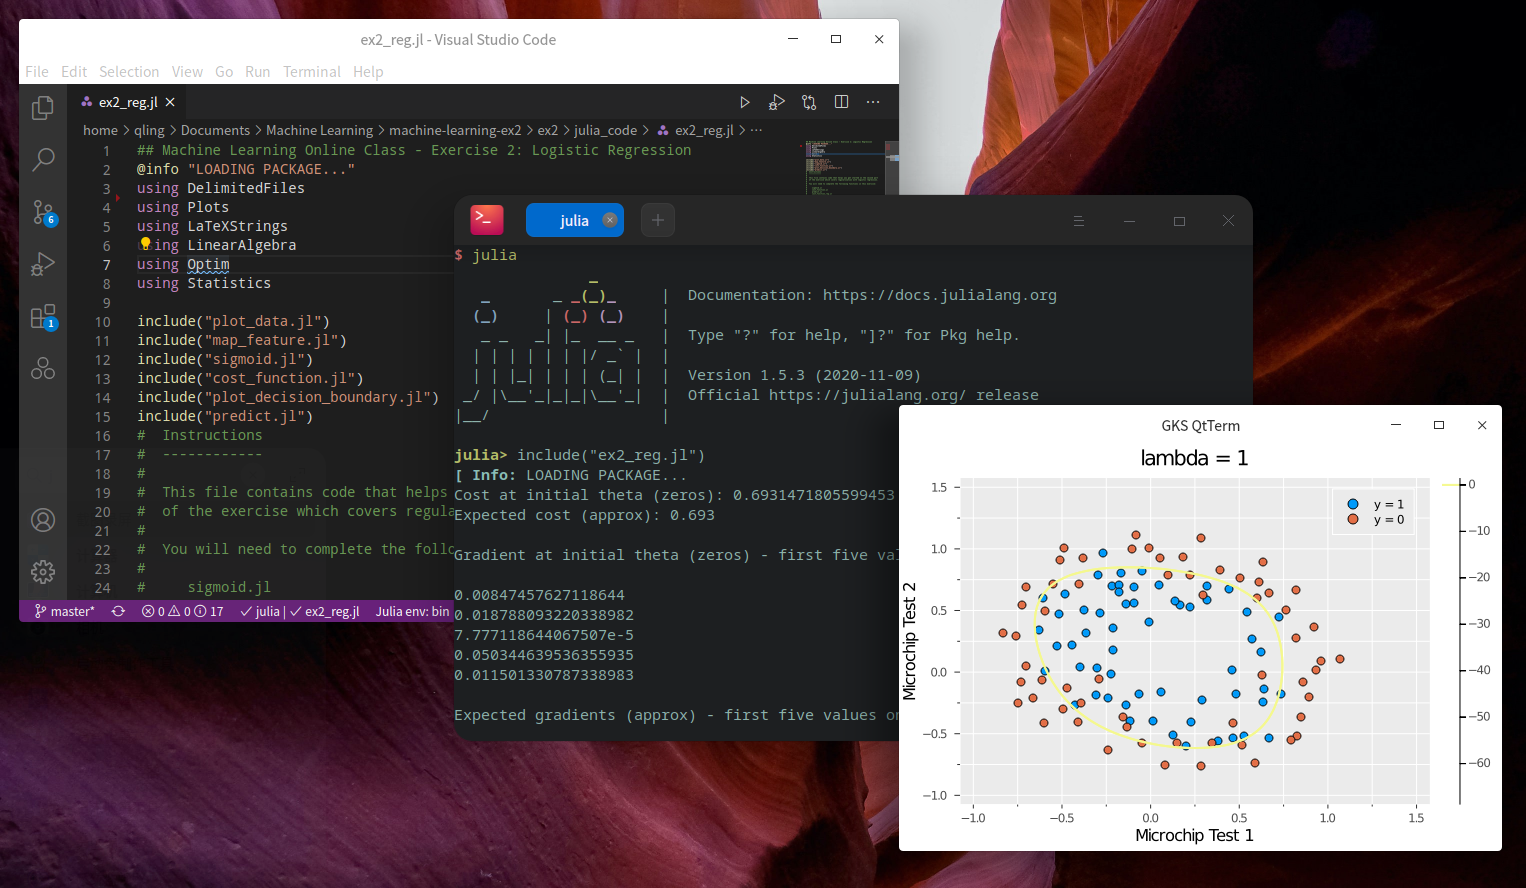 ex2_reg.jl - Visual Studio Code
File Edit Selection View Go Run Terminal Help
ex2_reg.jl
home > qling > Documents > Machine Learning > machine-learning-ex2 > ex2 > julia_code > ex2_reg.jl > ...
1 ## Machine Learning Online Class - Exercise 2: Logistic Regression
2 @info "LOADING PACKAGE..."
3 using DelimitedFiles
4 using Plots
5 using LaTeXStrings
6 ing LinearAlgebra
7 using Optim
8 using Statistics
9
10 include("plot_data.jl")
11 include("map_feature.jl")
12 include("sigmoid.jl")
13 include("cost_function.jl")
14 include("plot_decision_boundary.jl")
15 include("predict.jl")
16 #  Instructions
17 #  ------------
18 #
19 #  This file contains code that helps
20 #  of the exercise which covers regula
21 #
22 #  You will need to complete the follo
23 #
24 #     sigmoid.jl
6
1
master* 0 0 17 julia | ex2_reg.jl Julia env: bin
julia
$ julia
Documentation: https://docs.julialang.org
Type "?" for help, "]?" for Pkg help.
Version 1.5.3 (2020-11-09)
Official https://julialang.org/ release
julia> include("ex2_reg.jl")
[ Info: LOADING PACKAGE...
Cost at initial theta (zeros): 0.6931471805599453
Expected cost (approx): 0.693
Gradient at initial theta (zeros) - first five val
0.00847457627118644
0.018788093220338982
7.777118644067507e-5
0.050344639536355935
0.011501330787338983
Expected gradients (approx) - first five values on
GKS QtTerm
lambda = 1
y = 1
y = 0
1.5
1.0
0.5
0.0
−0.5
−1.0
Microchip Test 2
−1.0 −0.5 0.0 0.5 1.0 1.5
Microchip Test 1
0
−10
−20
−30
−40
−50
−60